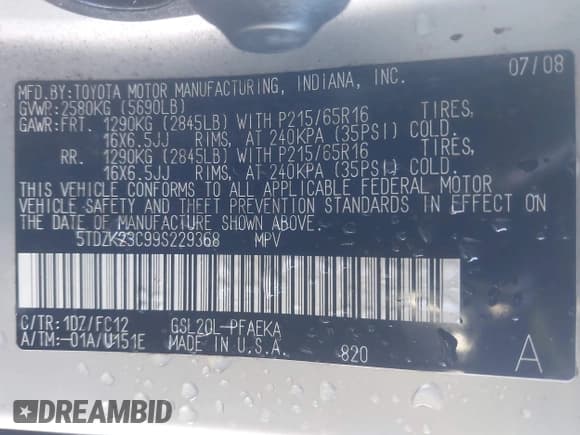 MFD.BY:TOYOTA MOTOR MANUFACTURING, INDIANA, INC. 07/08
GVWR:2580KG (5690LB)
GAWR:FRT. 1290KG (2845LB) WITH P215/65R16 TIRES,
16X6.5JJ RIMS, AT 240KPA (35PSI) COLD.
RR. 1290KG (2845LB) WITH P215/65R16 TIRES,
16X6.5JJ RIMS, AT 240KPA (35PSI) COLD.
THIS VEHICLE CONFORMS TO ALL APPLICABLE FEDERAL MOTOR
VEHICLE SAFETY AND THEFT PREVENTION STANDARDS IN EFFECT ON
THE DATE OF MANUFACTURE SHOWN ABOVE.
5TDZK23C99S229368 MPV
C/TR:1DZ/FC12 GSL20L-PFAEKA
A/TM:-01A/U151E MADE IN U.S.A. 820 A
DREAMBID